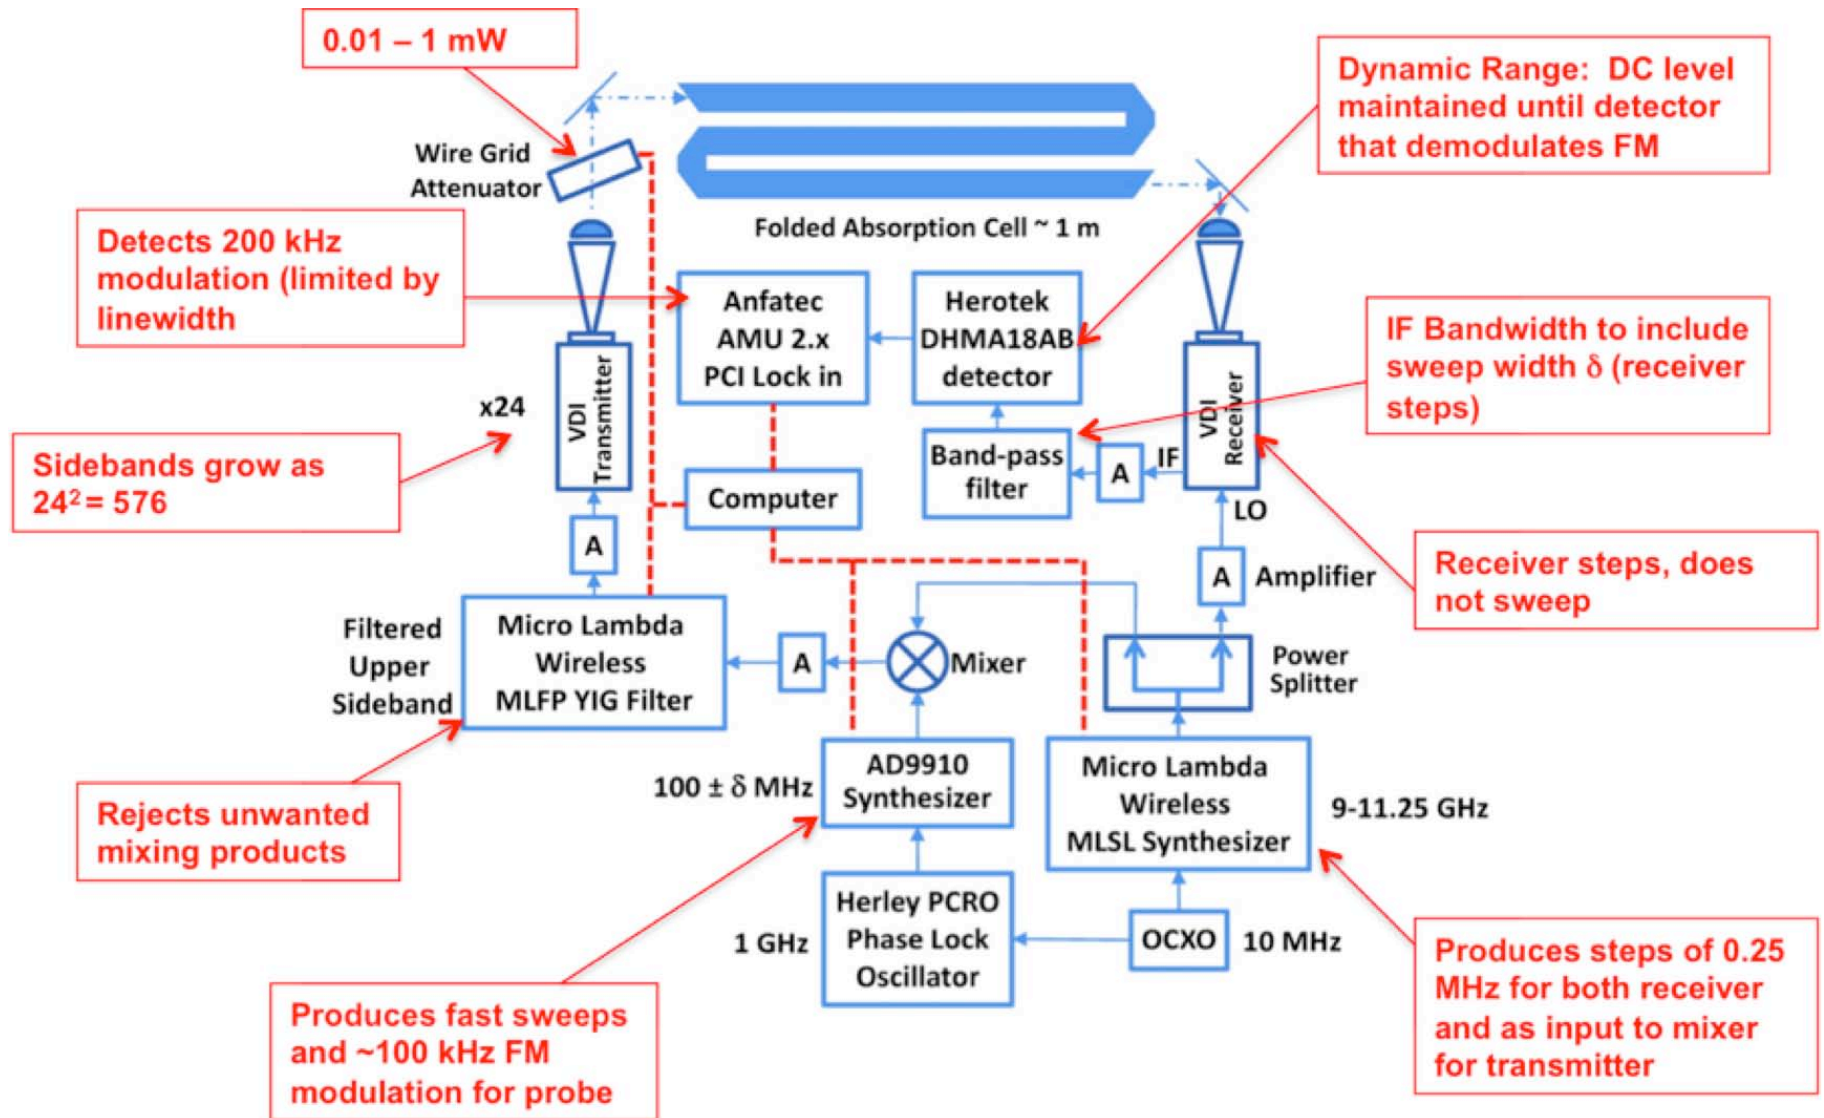 0.01 – 1 mW
Dynamic Range: DC level
maintained until detector
that demodulates FM
Wire Grid
Attenuator
Folded Absorption Cell ~ 1 m
Detects 200 kHz
modulation (limited by
linewidth
Anfatec
AMU 2.x
PCI Lock in
Herotek
DHMA18AB
detector
IF Bandwidth to include
sweep width δ (receiver
steps)
x24
VDI
Transmitter
VDI
Receiver
Sidebands grow as
24² = 576
Band-pass
filter
A
IF
Computer
LO
A
A
Amplifier
Receiver steps, does
not sweep
Filtered
Upper
Sideband
Micro Lambda
Wireless
MLFP YIG Filter
A
Mixer
Power
Splitter
Rejects unwanted
mixing products
100 ± δ MHz
AD9910
Synthesizer
Micro Lambda
Wireless
MLSL Synthesizer
9-11.25 GHz
1 GHz
Herley PCRO
Phase Lock
Oscillator
OCXO
10 MHz
Produces fast sweeps
and ~100 kHz FM
modulation for probe
Produces steps of 0.25
MHz for both receiver
and as input to mixer
for transmitter